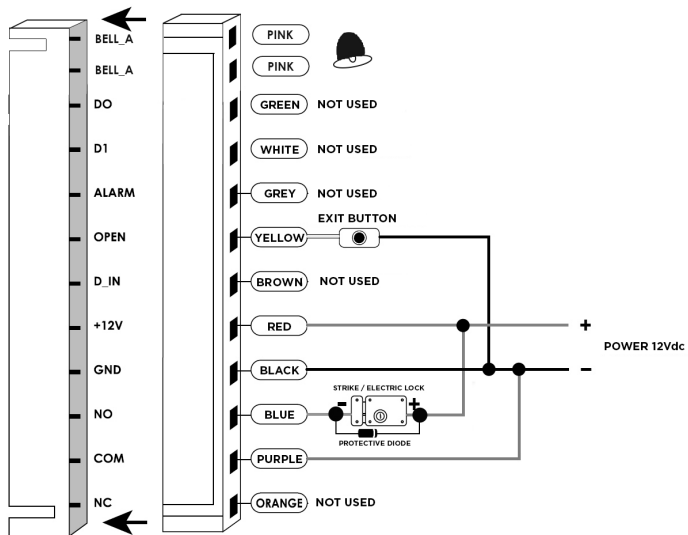 BELL_A PINK
BELL_A PINK
DO GREEN NOT USED
D1 WHITE NOT USED
ALARM GREY NOT USED
EXIT BUTTON
OPEN YELLOW
D_IN BROWN NOT USED
+12V RED +
POWER 12Vdc
GND BLACK -
STRIKE / ELECTRIC LOCK
- +
NO BLUE
PROTECTIVE DIODE
COM PURPLE
NC ORANGE NOT USED